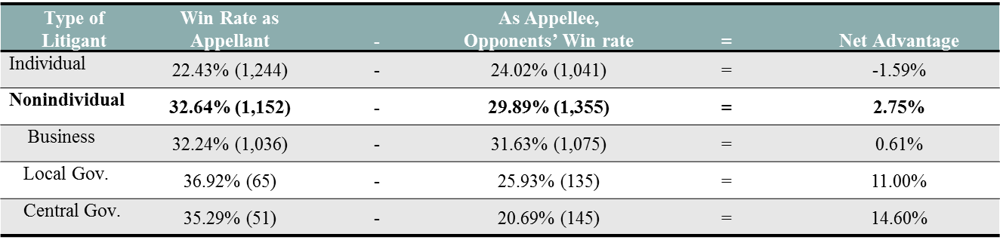 Type of Litigant Win Rate as Appellant - As Appellee, Opponents’ Win rate = Net Advantage
Individual 22.43% (1,244) - 24.02% (1,041) = -1.59%
Nonindividual 32.64% (1,152) - 29.89% (1,355) = 2.75%
Business 32.24% (1,036) - 31.63% (1,075) = 0.61%
Local Gov. 36.92% (65) - 25.93% (135) = 11.00%
Central Gov. 35.29% (51) - 20.69% (145) = 14.60%